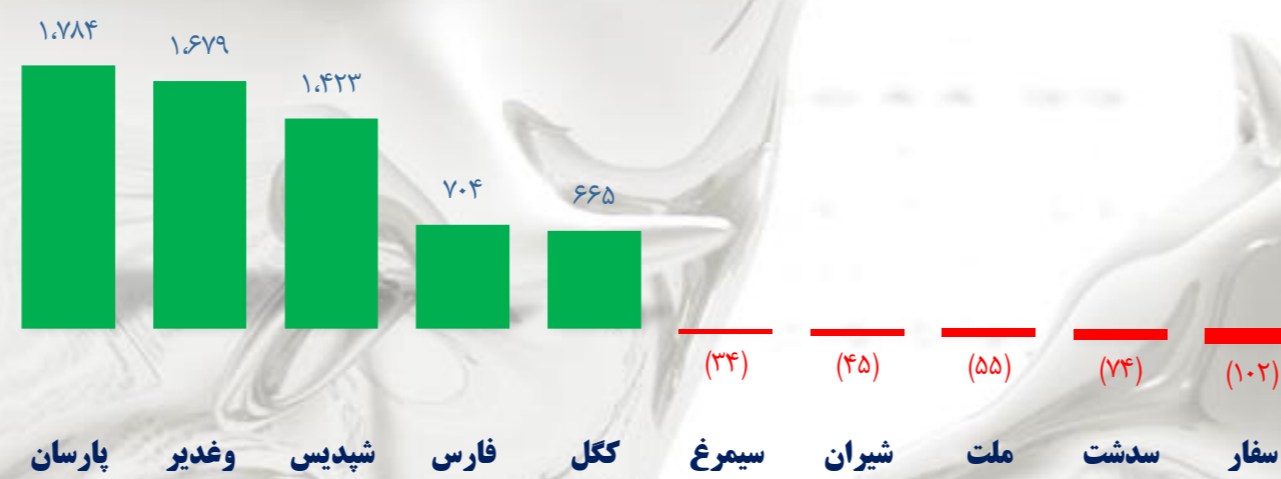 ۱،۷۸۴
۱،۶۷۹
۱،۴۲۳
۷۰۴
۶۶۵
(۳۴)
(۴۵)
(۵۵)
(۷۴)
(۱۰۲)
پارسان
وغدیر
شپدیس
فارس
کگل
سیمرغ
شیران
ملت
سدشت
سفار